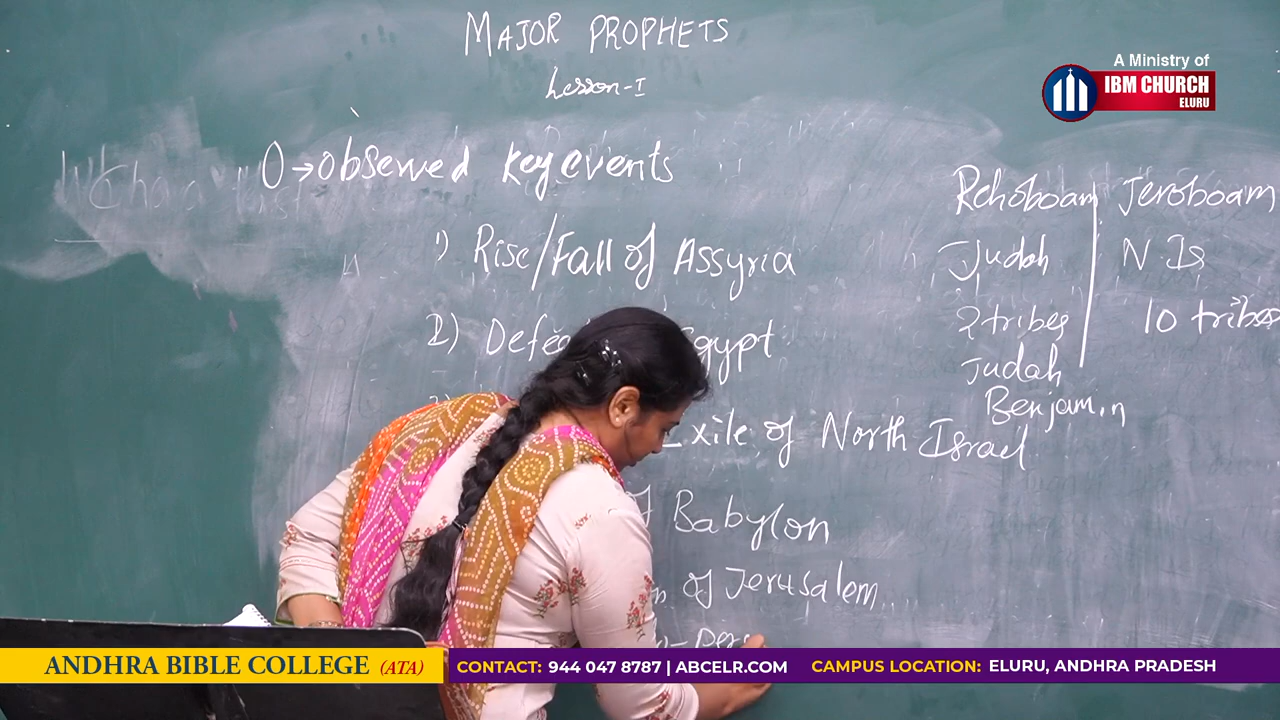 MAJOR PROPHETS
Lesson-I
A Ministry of
IBM CHURCH
ELURU
O → Observed key events
Rehoboam Jeroboam
1) Rise/Fall of Assyria
Judah N Is
2 tribes 10 tribes
2) Egypt
Judah
Benjamin
Exile of North Israel
of Babylon
of Jerusalem
ANDHRA BIBLE COLLEGE (ATA)
CONTACT: 944 047 8787 | ABCELR.COM CAMPUS LOCATION: ELURU, ANDHRA PRADESH